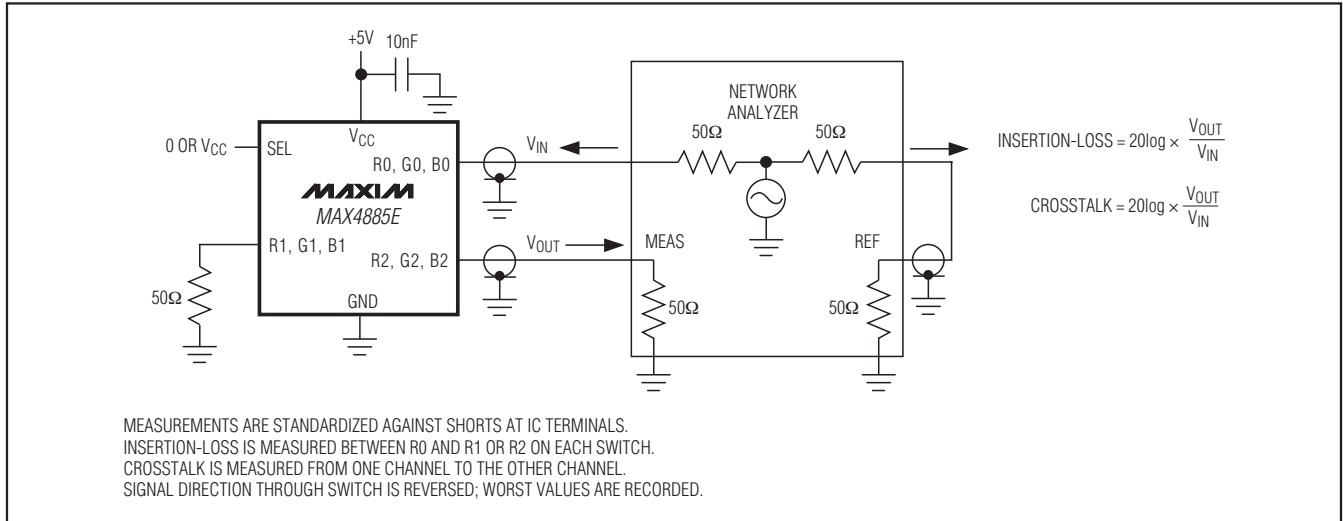 +5V
10nF
NETWORK
ANALYZER
50Ω
50Ω
VIN
VCC
0 OR VCC
SEL
R0, G0, B0
MAXIM
MAX4885E
R1, G1, B1
R2, G2, B2
VOUT
MEAS
REF
50Ω
GND
50Ω
50Ω
INSERTION-LOSS = 20log × VOUT
VIN
CROSSTALK = 20log × VOUT
VIN
MEASUREMENTS ARE STANDARDIZED AGAINST SHORTS AT IC TERMINALS.
INSERTION-LOSS IS MEASURED BETWEEN R0 AND R1 OR R2 ON EACH SWITCH.
CROSSTALK IS MEASURED FROM ONE CHANNEL TO THE OTHER CHANNEL.
SIGNAL DIRECTION THROUGH SWITCH IS REVERSED; WORST VALUES ARE RECORDED.